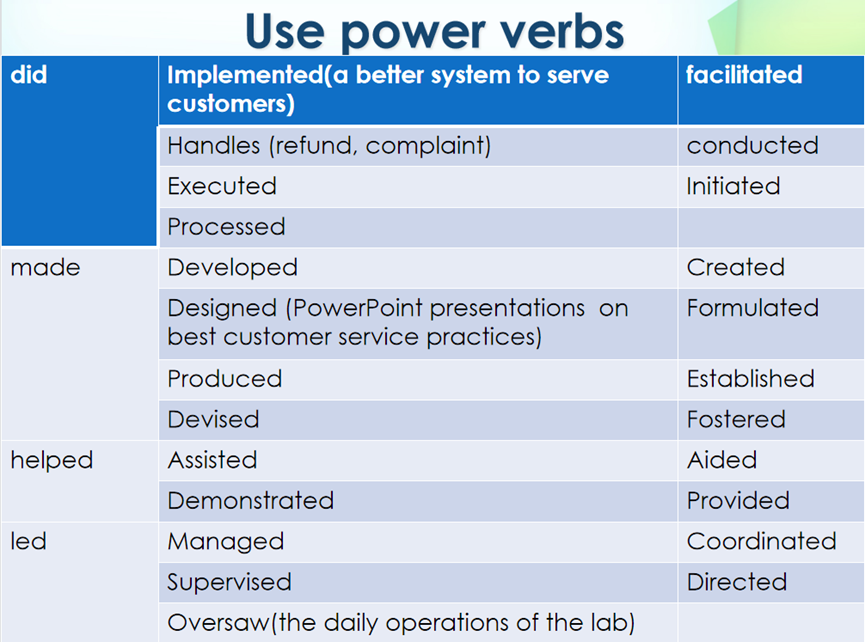 Use power verbs
did
Implemented(a better system to serve
customers)
facilitated
Handles (refund, complaint)
conducted
Executed
Initiated
Processed
made
Developed
Created
Designed (PowerPoint presentations  on
best customer service practices)
Formulated
Produced
Established
Devised
Fostered
helped
Assisted
Aided
Demonstrated
Provided
led
Managed
Coordinated
Supervised
Directed
Oversaw(the daily operations of the lab)